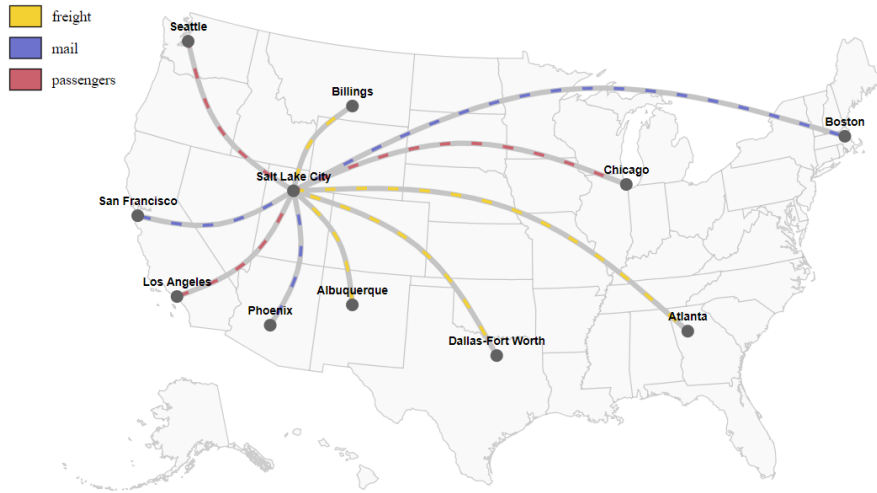 freight
mail
passengers
Seattle
Billings
Boston
Chicago
Salt Lake City
San Francisco
Los Angeles
Albuquerque
Phoenix
Atlanta
Dallas-Fort Worth